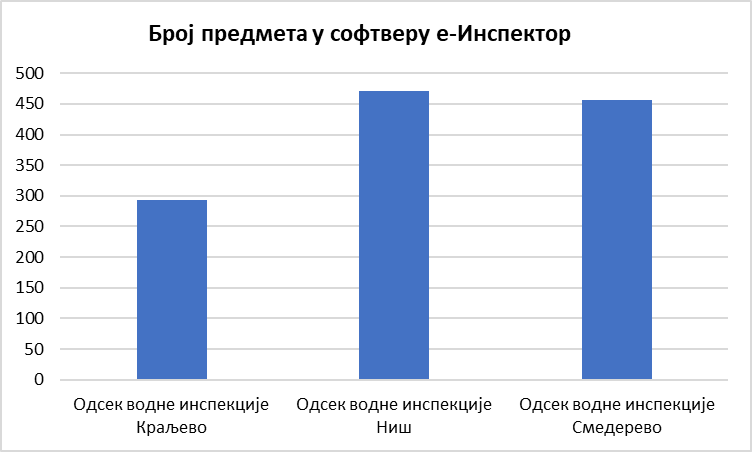 Број предмета у софтверу е-Инспектор
500
450
400
350
300
250
200
150
100
50
0
Одсек водне инспекције
Краљево
Одсек водне инспекције
Ниш
Одсек водне инспекције
Смедерево